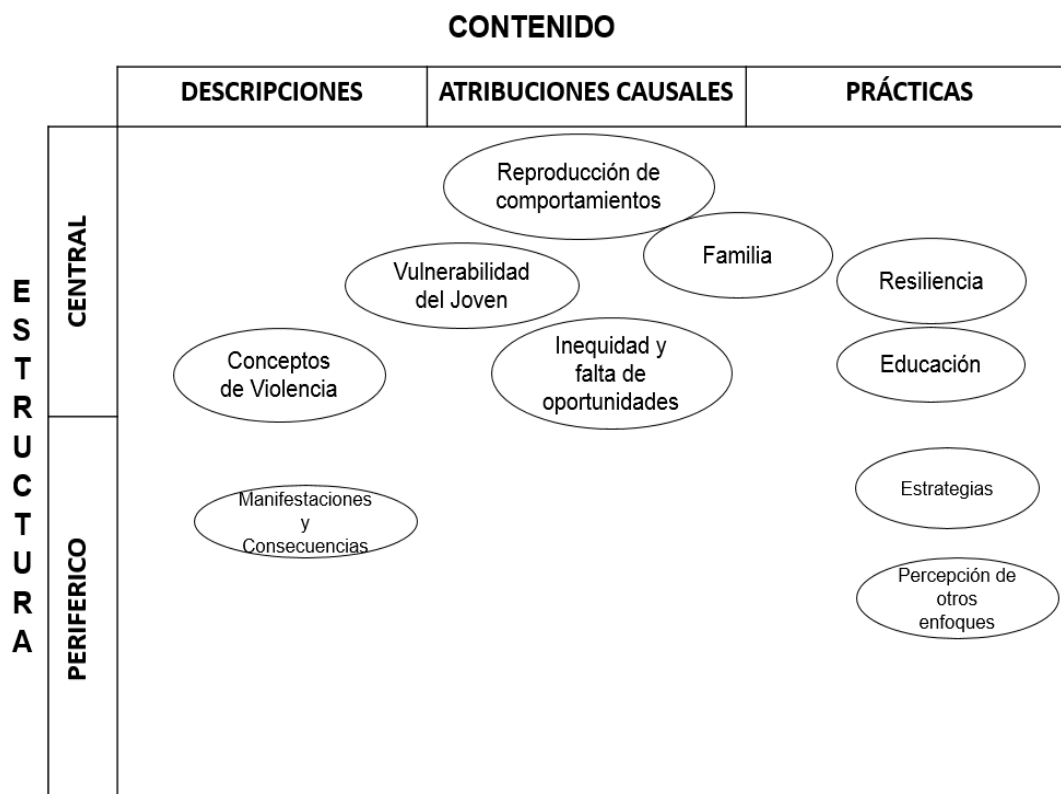 CONTENIDO
DESCRIPCIONES
ATRIBUCIONES CAUSALES
PRÁCTICAS
ESTRUCTURA
CENTRAL
Reproducción de
comportamientos
Familia
Vulnerabilidad
del Joven
Resiliencia
Conceptos
de Violencia
Inequidad y
falta de
oportunidades
Educación
PERIFERICO
Manifestaciones
y
Consecuencias
Estrategias
Percepción de
otros
enfoques